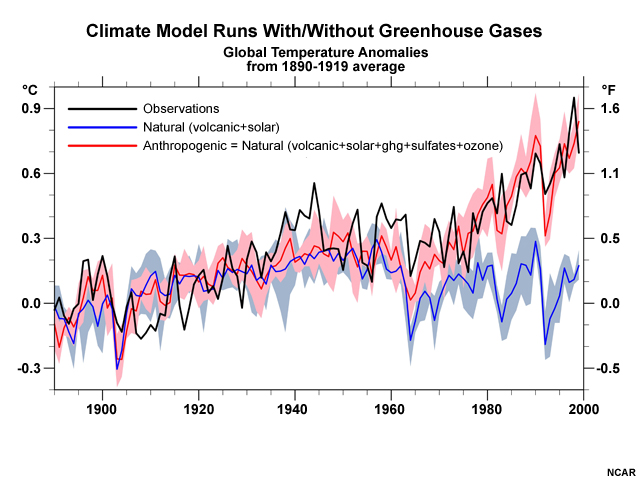 Climate Model Runs With/Without Greenhouse Gases
Global Temperature Anomalies
from 1890-1919 average
°C
°F
0.9
1.6
Observations
Natural (volcanic+solar)
Anthropogenic = Natural (volcanic+solar+ghg+sulfates+ozone)
0.6
1.1
0.3
0.5
0.0
0.0
-0.3
-0.5
1900
1920
1940
1960
1980
2000
NCAR